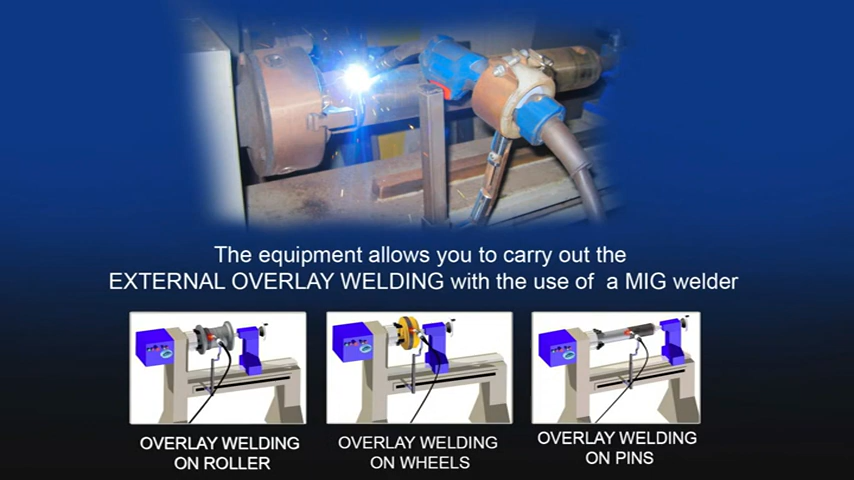 The equipment allows you to carry out the
EXTERNAL OVERLAY WELDING with the use of a MIG welder
OVERLAY WELDING
ON ROLLER
OVERLAY WELDING
ON WHEELS
OVERLAY WELDING
ON PINS